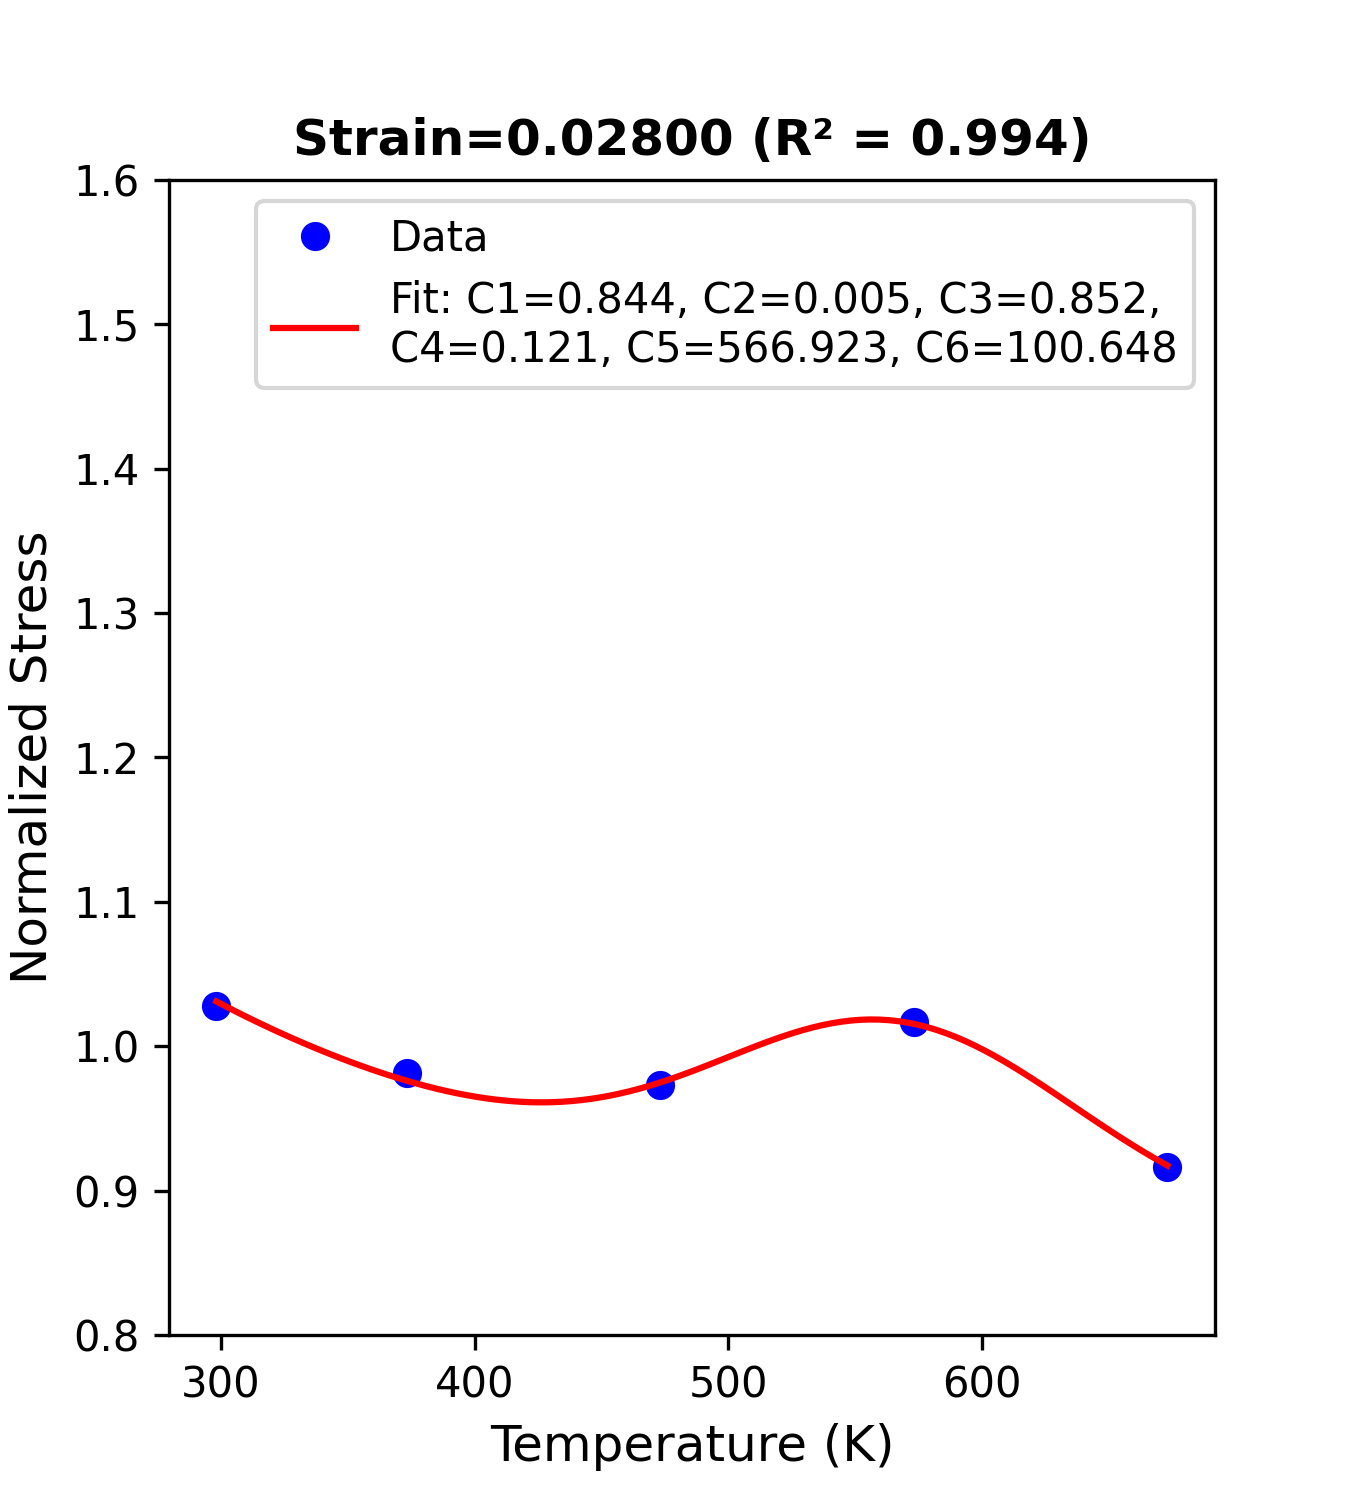 Strain=0.02800 (R² = 0.994)
Data
Fit: C1=0.844, C2=0.005, C3=0.852,
C4=0.121, C5=566.923, C6=100.648
Normalized Stress
1.6
1.5
1.4
1.3
1.2
1.1
1.0
0.9
0.8
300 400 500 600
Temperature (K)